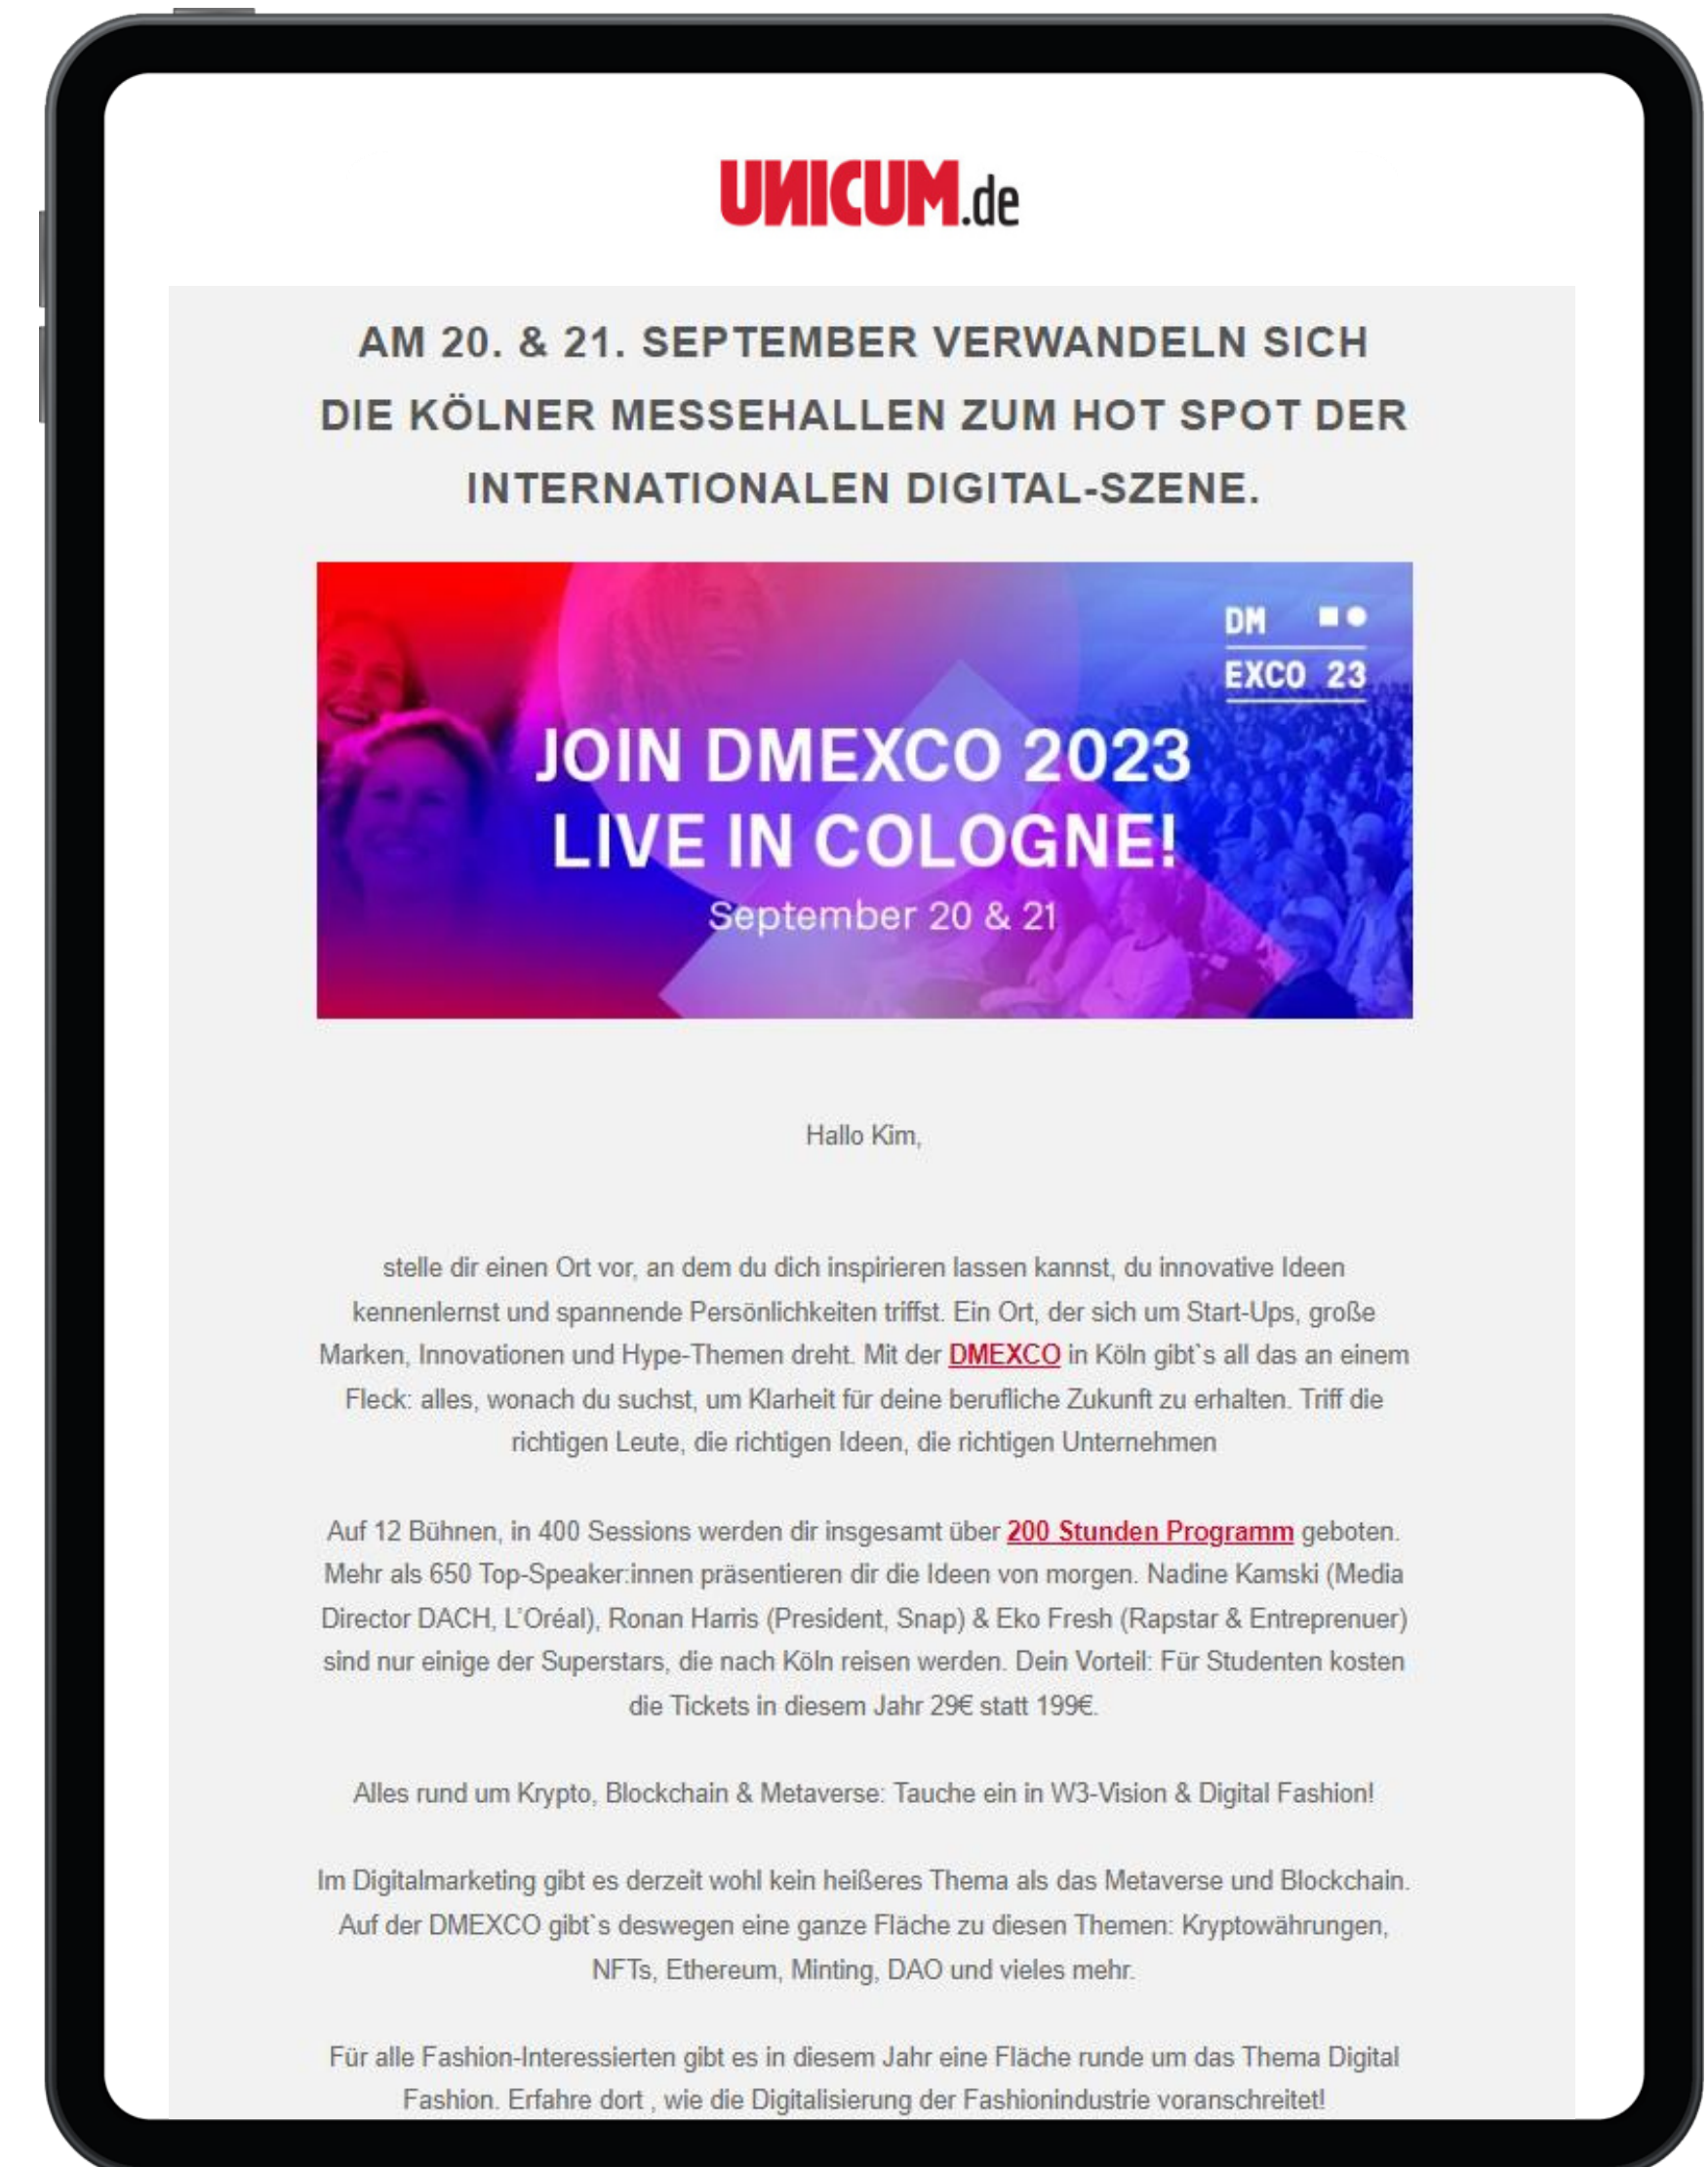 UNICUM.de
AM 20. & 21. SEPTEMBER VERWANDELN SICH
DIE KÖLNER MESSEHALLEN ZUM HOT SPOT DER
INTERNATIONALEN DIGITAL-SZENE.
DM
EXCO 23
JOIN DMEXCO 2023
LIVE IN COLOGNE!
September 20 & 21
Hallo Kim,
stelle dir einen Ort vor, an dem du dich inspirieren lassen kannst, du innovative Ideen
kennenlernst und spannende Persönlichkeiten triffst. Ein Ort, der sich um Start-Ups, große
Marken, Innovationen und Hype-Themen dreht. Mit der DMEXCO in Köln gibt`s all das an einem
Fleck: alles, wonach du suchst, um Klarheit für deine berufliche Zukunft zu erhalten. Triff die
richtigen Leute, die richtigen Ideen, die richtigen Unternehmen
Auf 12 Bühnen, in 400 Sessions werden dir insgesamt über 200 Stunden Programm geboten.
Mehr als 650 Top-Speaker:innen präsentieren dir die Ideen von morgen. Nadine Kamski (Media
Director DACH, L’Oréal), Ronan Harris (President, Snap) & Eko Fresh (Rapstar & Entreprenuer)
sind nur einige der Superstars, die nach Köln reisen werden. Dein Vorteil: Für Studenten kosten
die Tickets in diesem Jahr 29€ statt 199€.
Alles rund um Krypto, Blockchain & Metaverse: Tauche ein in W3-Vision & Digital Fashion!
Im Digitalmarketing gibt es derzeit wohl kein heißeres Thema als das Metaverse und Blockchain.
Auf der DMEXCO gibt`s deswegen eine ganze Fläche zu diesen Themen: Kryptowährungen,
NFTs, Ethereum, Minting, DAO und vieles mehr.
Für alle Fashion-Interessierten gibt es in diesem Jahr eine Fläche runde um das Thema Digital
Fashion. Erfahre dort , wie die Digitalisierung der Fashionindustrie voranschreitet!